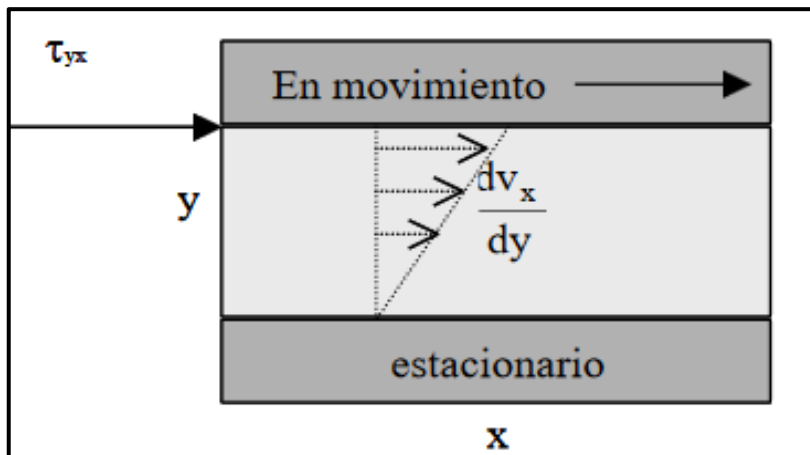 τyx
En movimiento
y
dvx
dy
estacionario
x